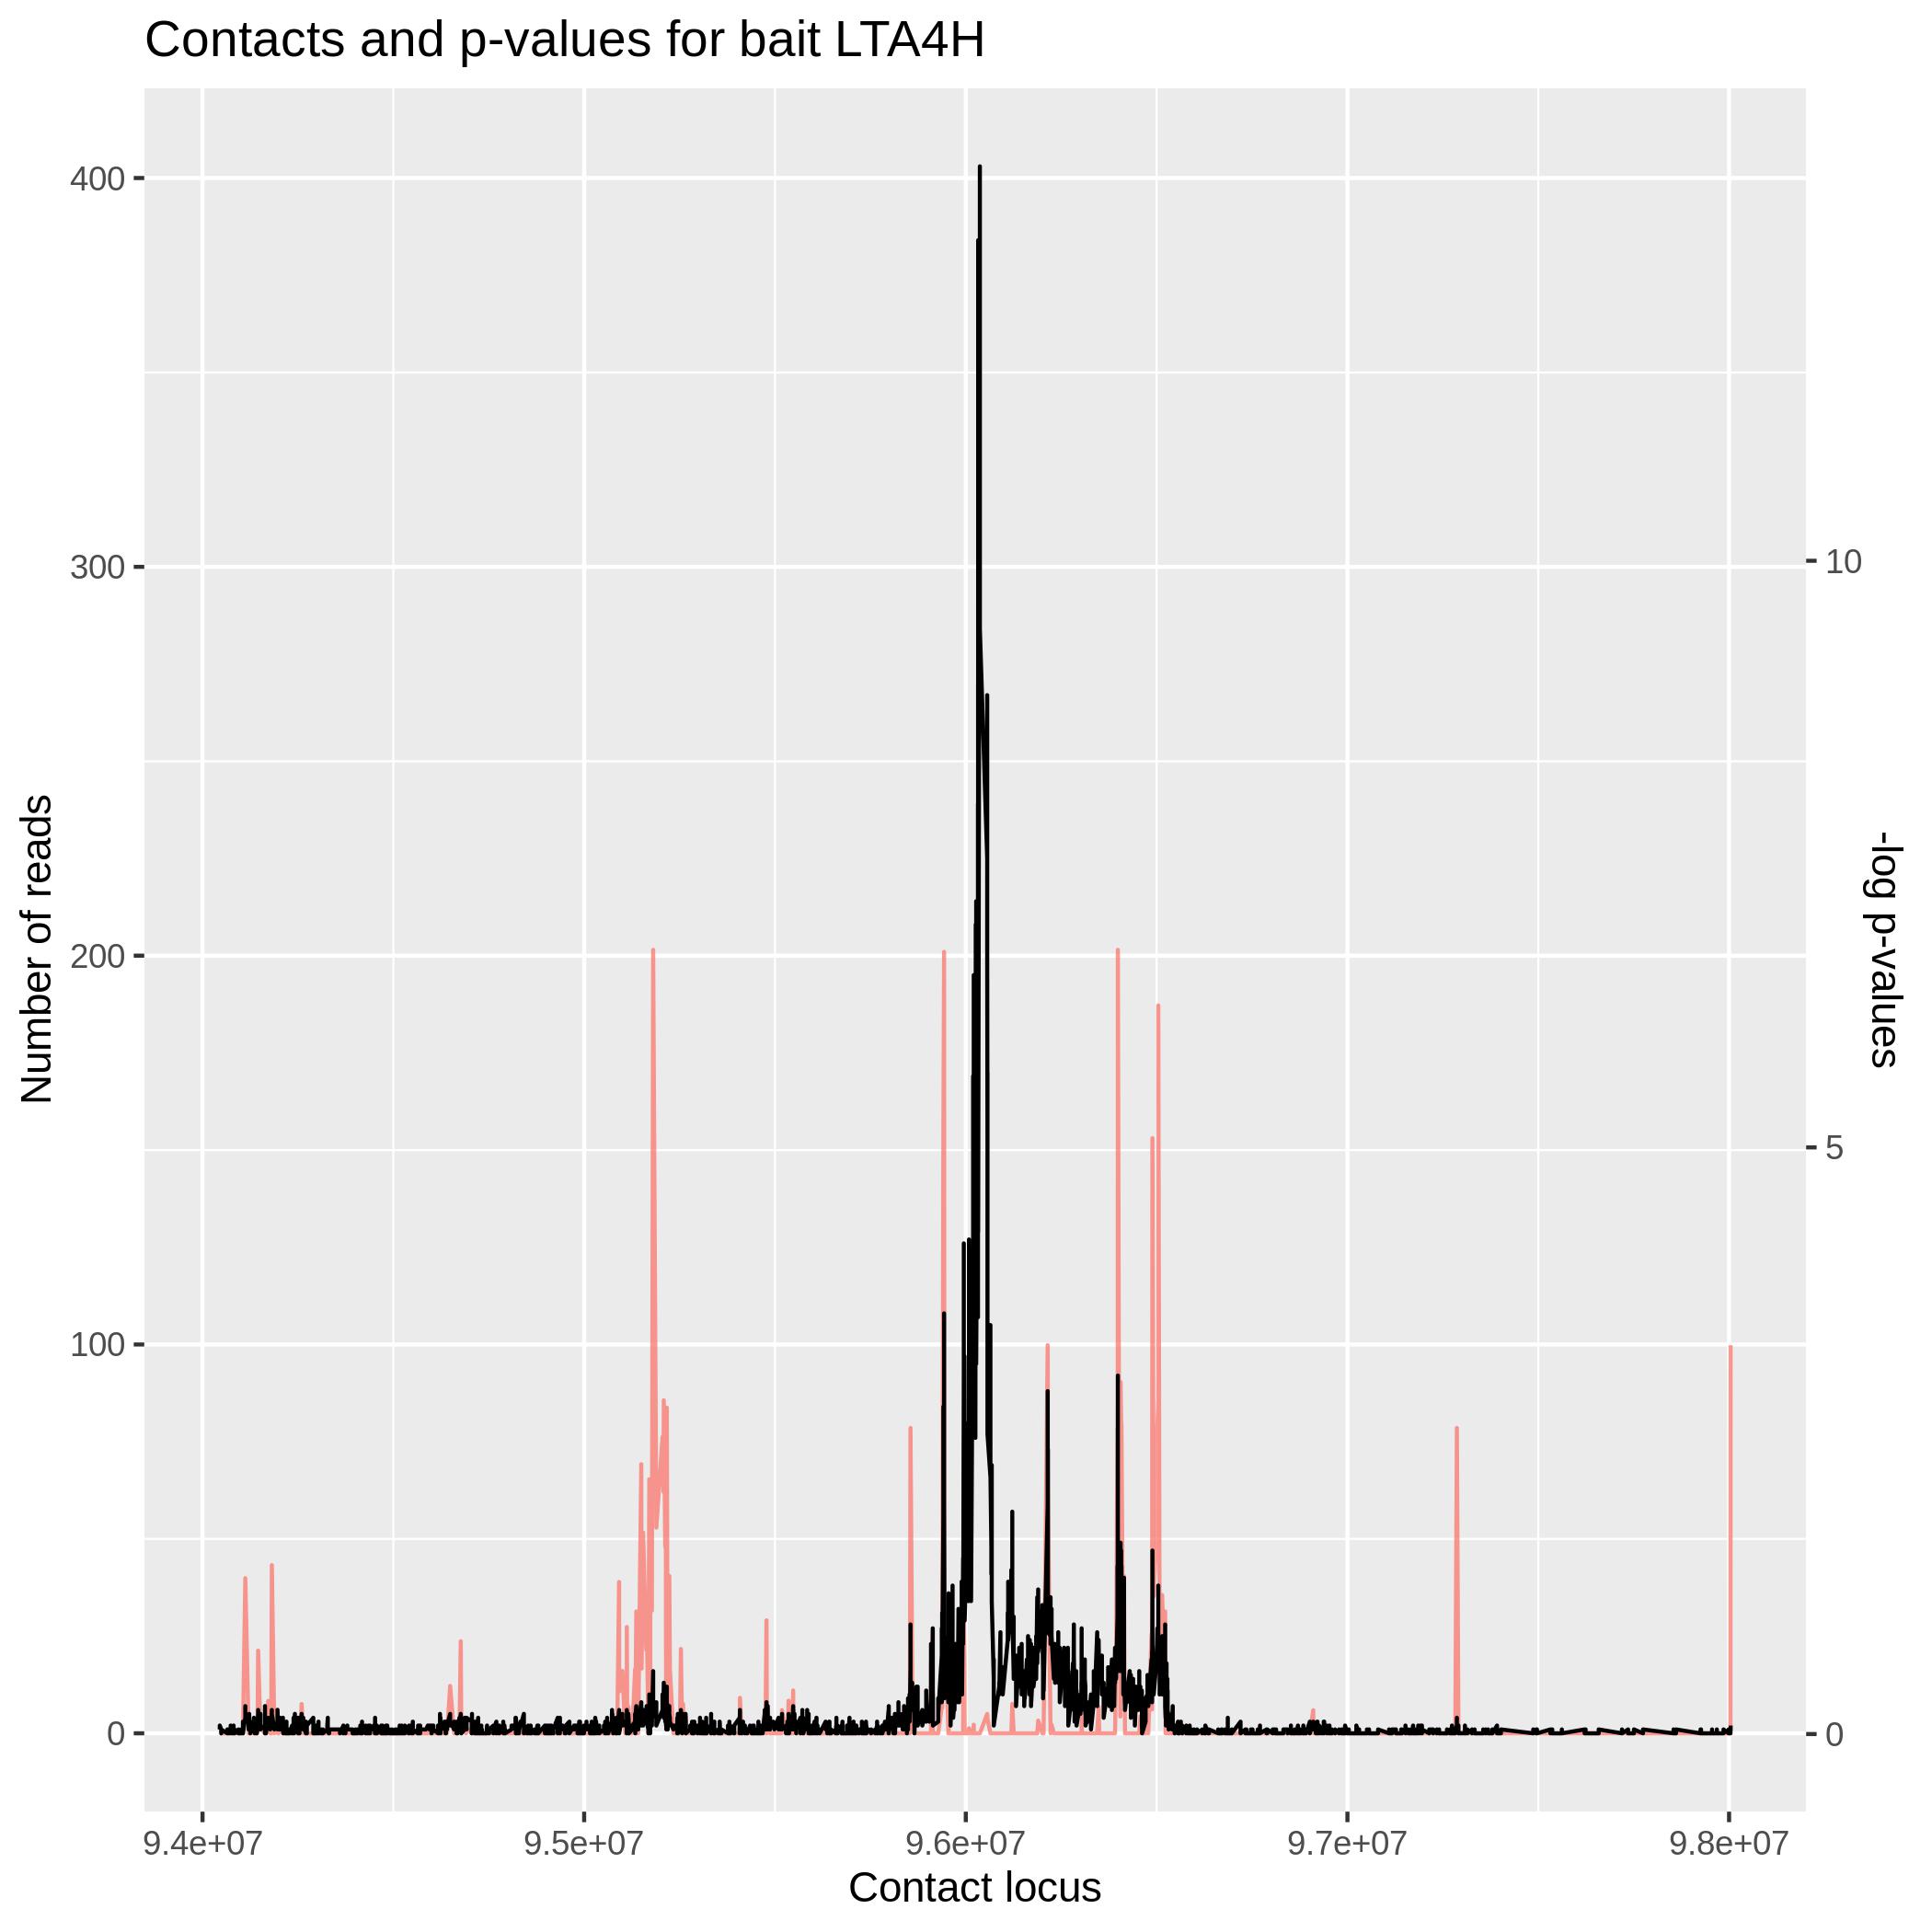 Contacts and p-values for bait LTA4H
400
300
200
100
0
Number of reads
10
5
0
-log p-values
9.4e+07
9.5e+07
9.6e+07
9.7e+07
9.8e+07
Contact locus